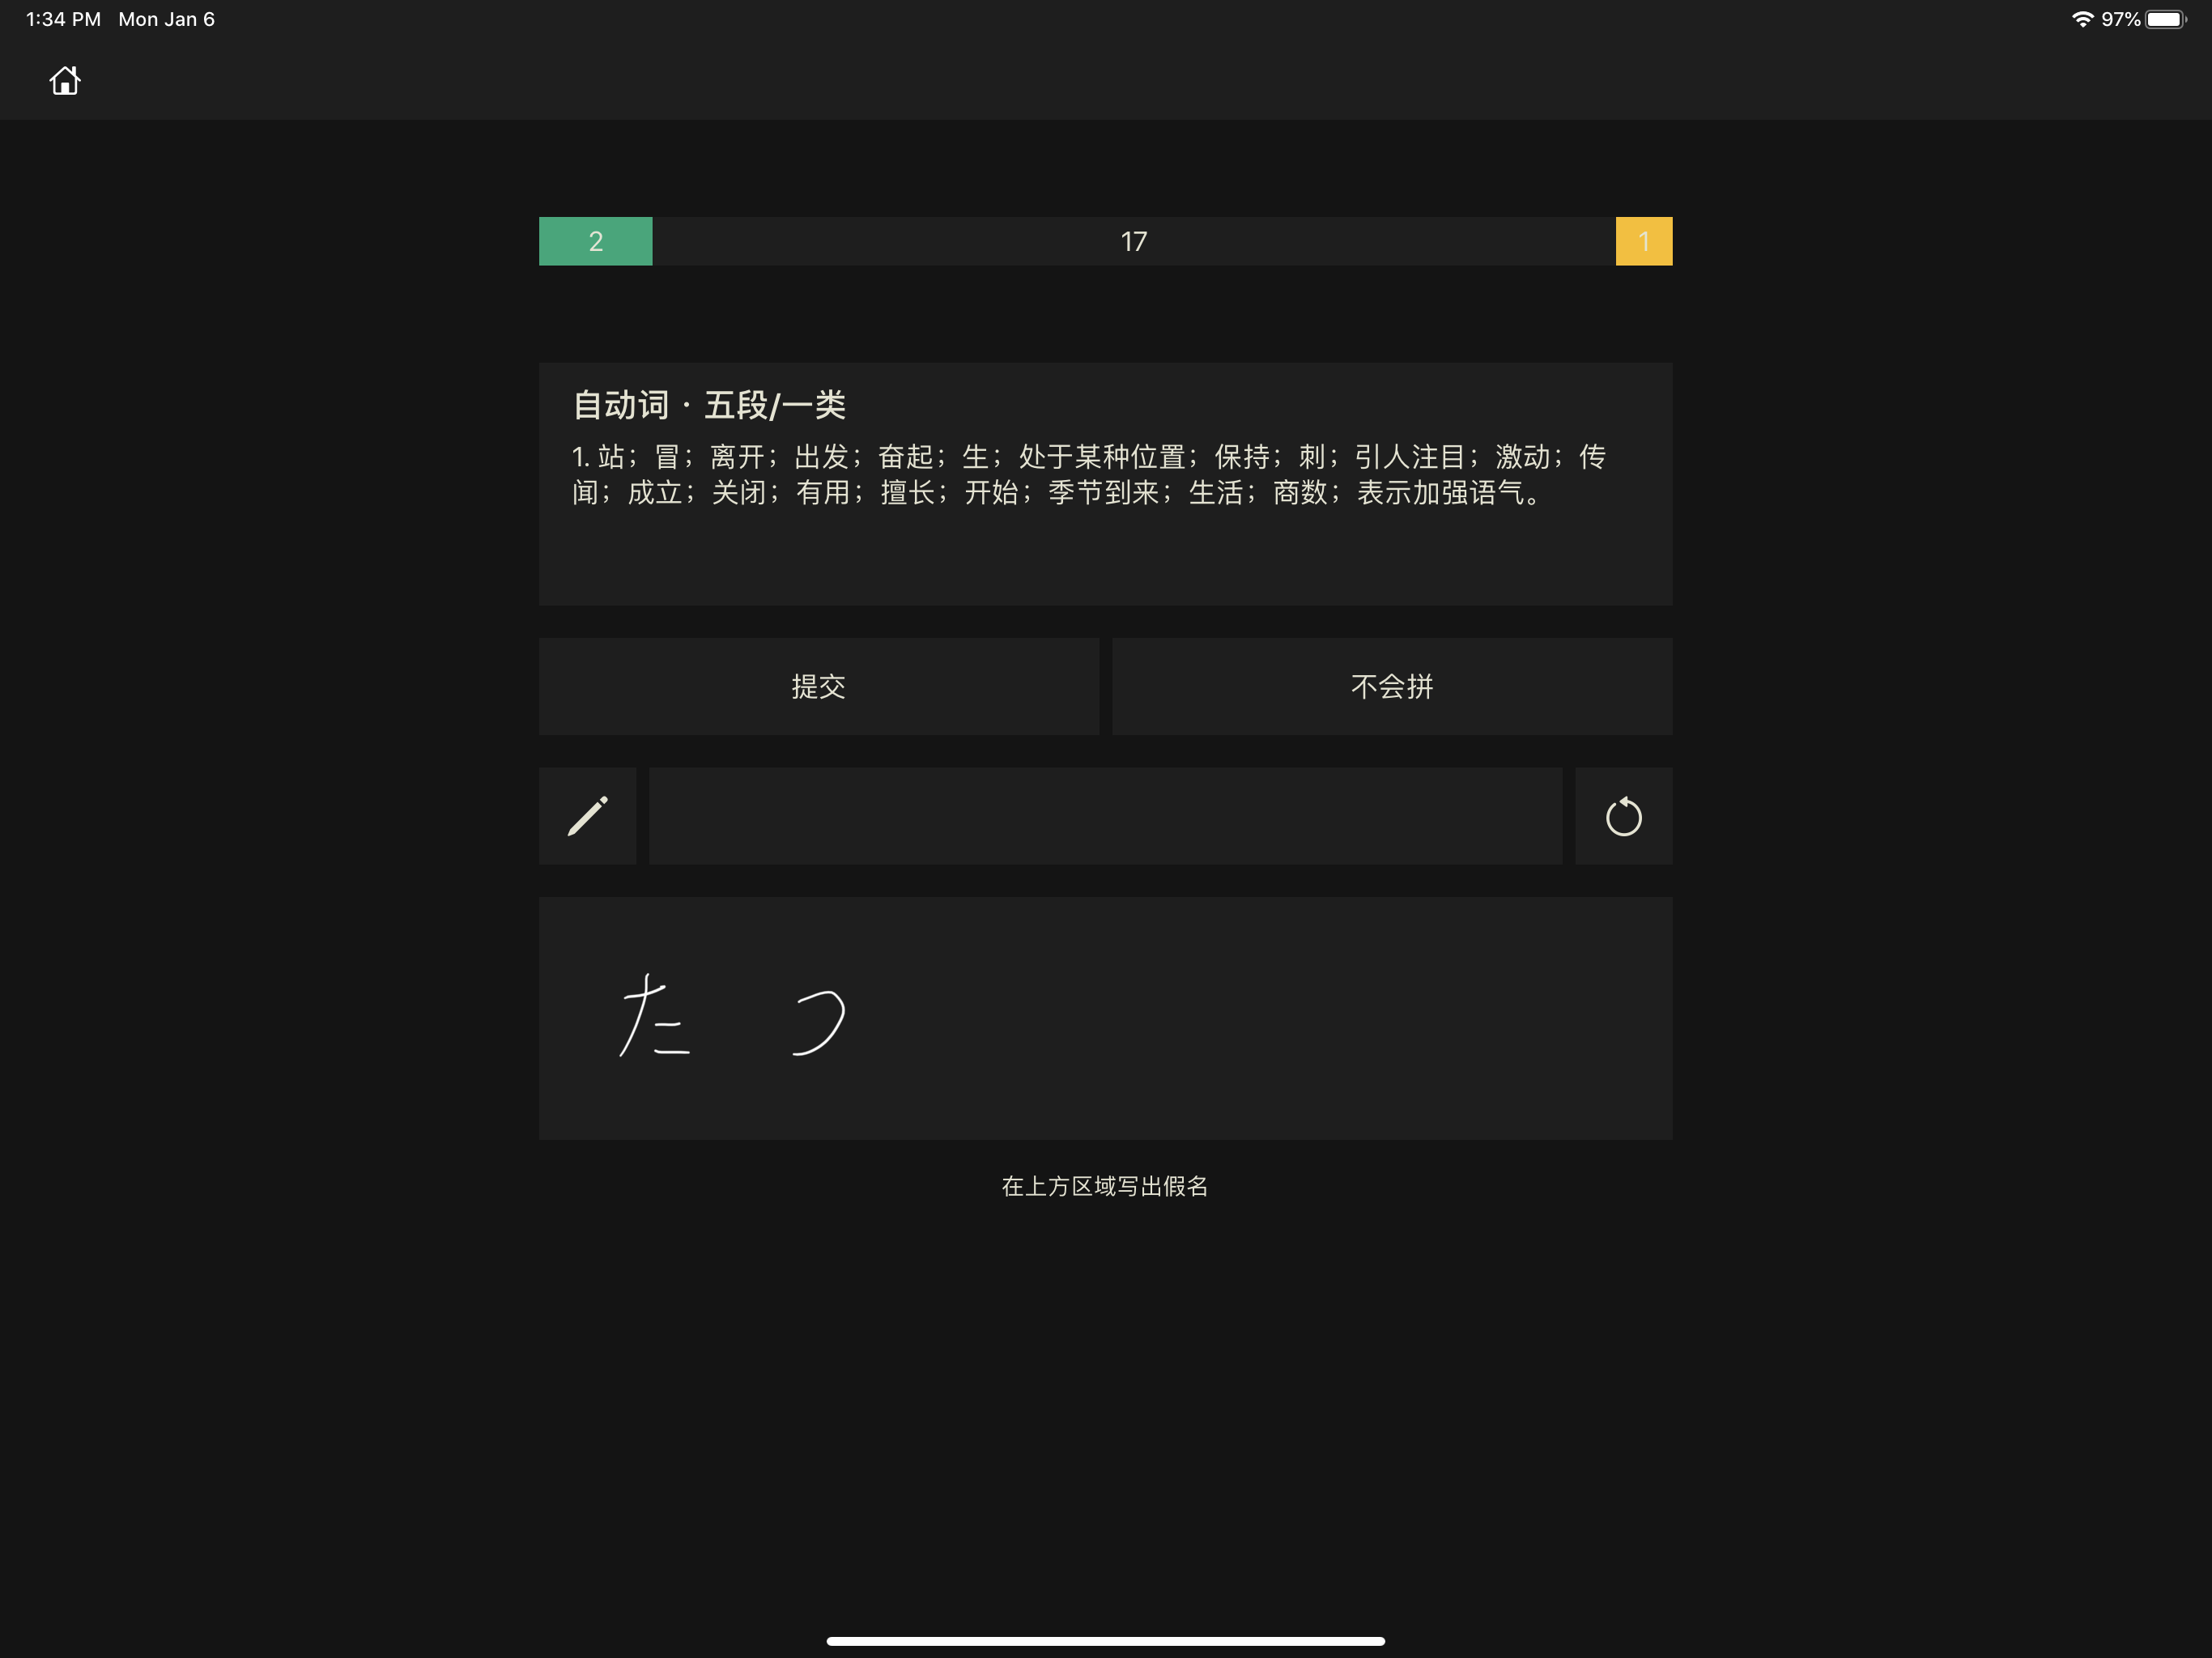 1:34 PM Mon Jan 6 97%
2 17 1
自动词 · 五段/一类
1. 站；冒；离开；出发；奋起；生；处于某种位置；保持；刺；引人注目；激动；传
闻；成立；关闭；有用；擅长；开始；季节到来；生活；商数；表示加强语气。
提交 不会拼
たつ
在上方区域写出假名